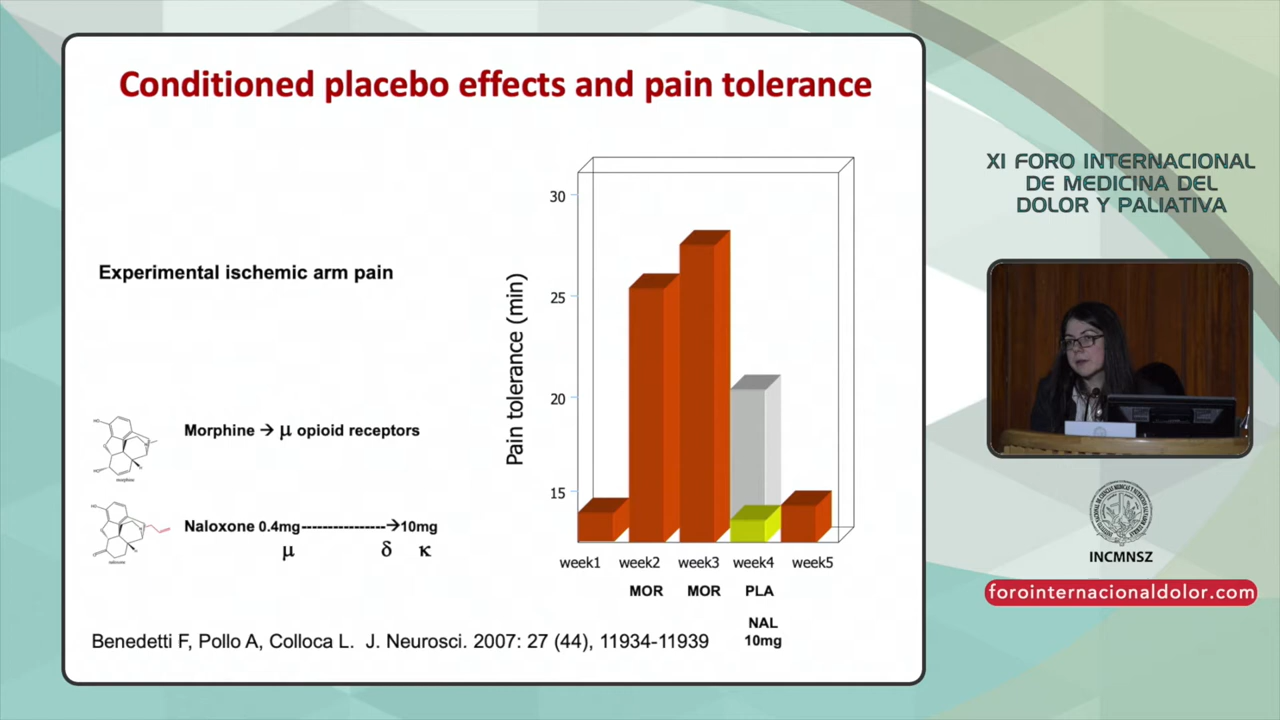 Conditioned placebo effects and pain tolerance
Experimental ischemic arm pain
Morphine → μ opioid receptors
morphine
Naloxone 0.4mg----------------→10mg
μ δ κ
naloxone
Pain tolerance (min)
30
25
20
15
week1 week2 week3 week4 week5
MOR MOR PLA
NAL
10mg
Benedetti F, Pollo A, Colloca L. J. Neurosci. 2007: 27 (44), 11934-11939
XI FORO INTERNACIONAL
DE MEDICINA DEL
DOLOR Y PALIATIVA
INCMNSZ
forointernacionaldolor.com